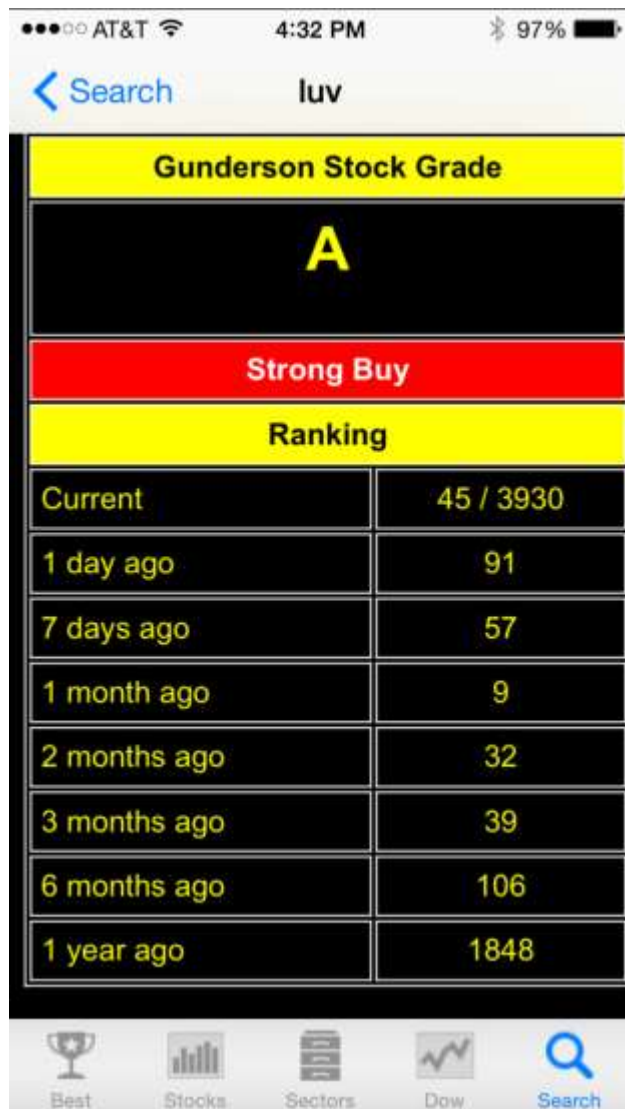 AT&T 4:32 PM 97%
Search luv
Gunderson Stock Grade
A
Strong Buy
Ranking
Current 45 / 3930
1 day ago 91
7 days ago 57
1 month ago 9
2 months ago 32
3 months ago 39
6 months ago 106
1 year ago 1848
Best Stocks Sectors Dow Search